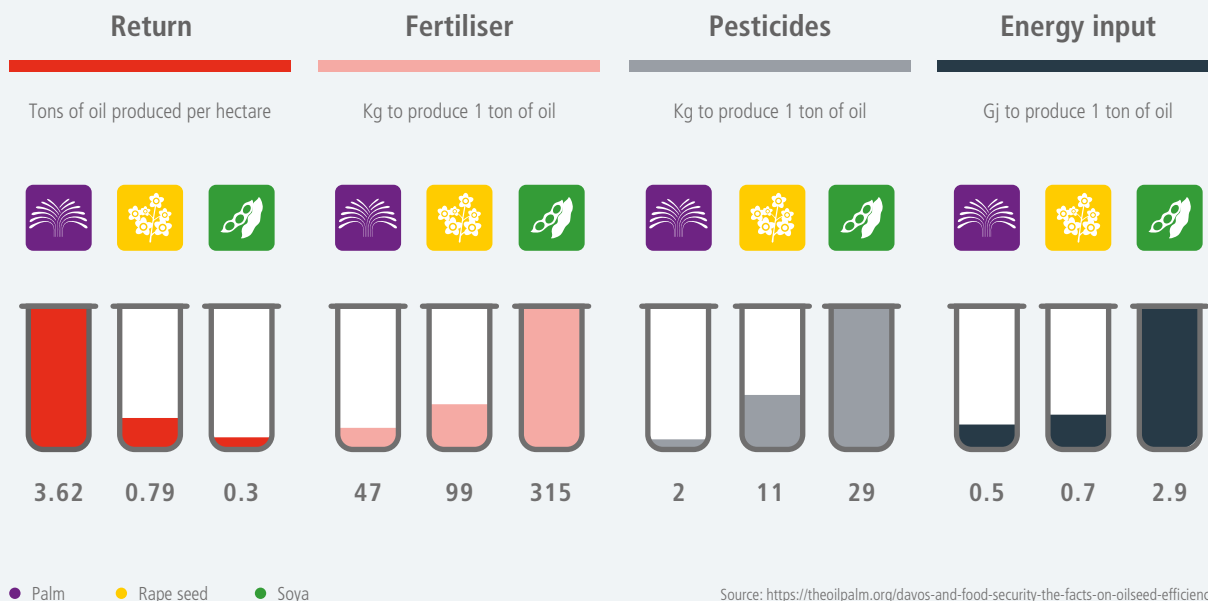 Return
Fertiliser
Pesticides
Energy input
Tons of oil produced per hectare
Kg to produce 1 ton of oil
Kg to produce 1 ton of oil
Gj to produce 1 ton of oil
3.62 0.79 0.3
47 99 315
2 11 29
0.5 0.7 2.9
Palm Rape seed Soya
Source: https://theoilpalm.org/davos-and-food-security-the-facts-on-oilseed-efficienc